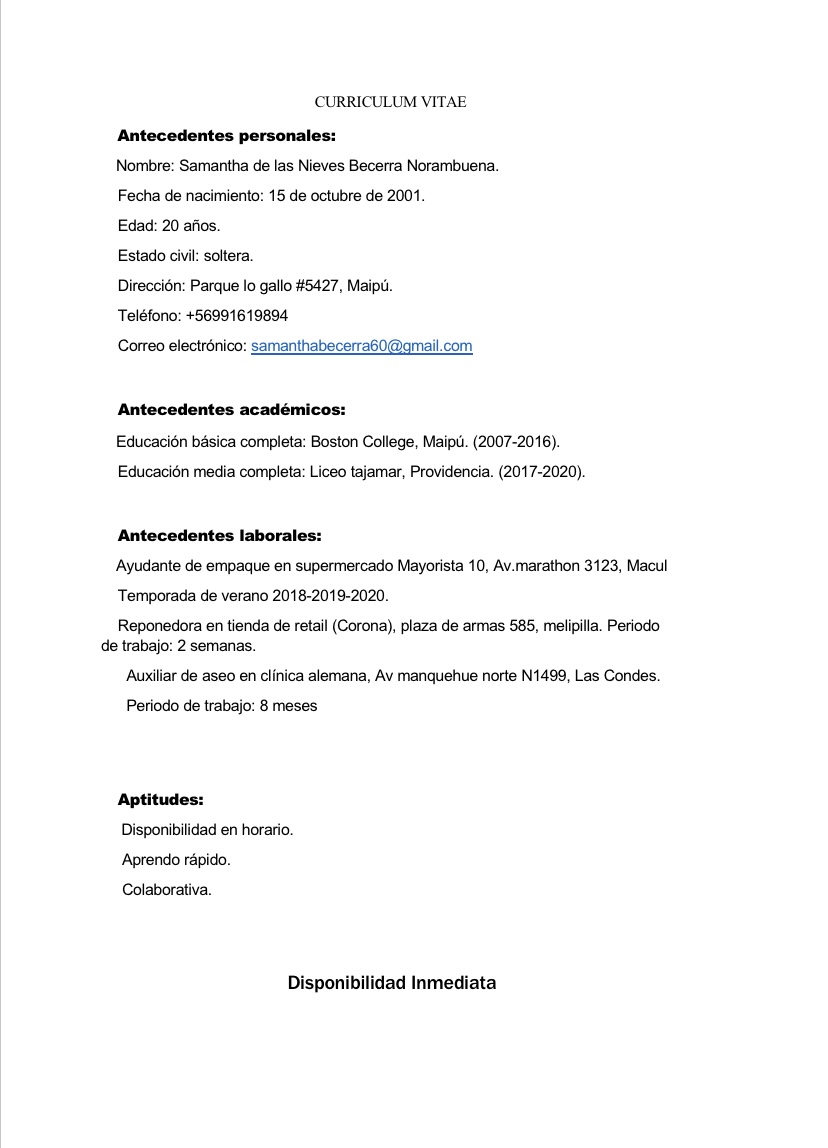 CURRICULUM VITAE
Antecedentes personales:
Nombre: Samantha de las Nieves Becerra Norambuena.
Fecha de nacimiento: 15 de octubre de 2001.
Edad: 20 años.
Estado civil: soltera.
Dirección: Parque lo gallo #5427, Maipú.
Teléfono: +56991619894
Correo electrónico: samanthabecerra60@gmail.com
Antecedentes académicos:
Educación básica completa: Boston College, Maipú. (2007-2016).
Educación media completa: Liceo tajamar, Providencia. (2017-2020).
Antecedentes laborales:
Ayudante de empaque en supermercado Mayorista 10, Av.marathon 3123, Macul
Temporada de verano 2018-2019-2020.
Reponedora en tienda de retail (Corona), plaza de armas 585, melipilla. Periodo
de trabajo: 2 semanas.
Auxiliar de aseo en clínica alemana, Av manquehue norte N1499, Las Condes.
Periodo de trabajo: 8 meses
Aptitudes:
Disponibilidad en horario.
Aprendo rápido.
Colaborativa.
Disponibilidad Inmediata